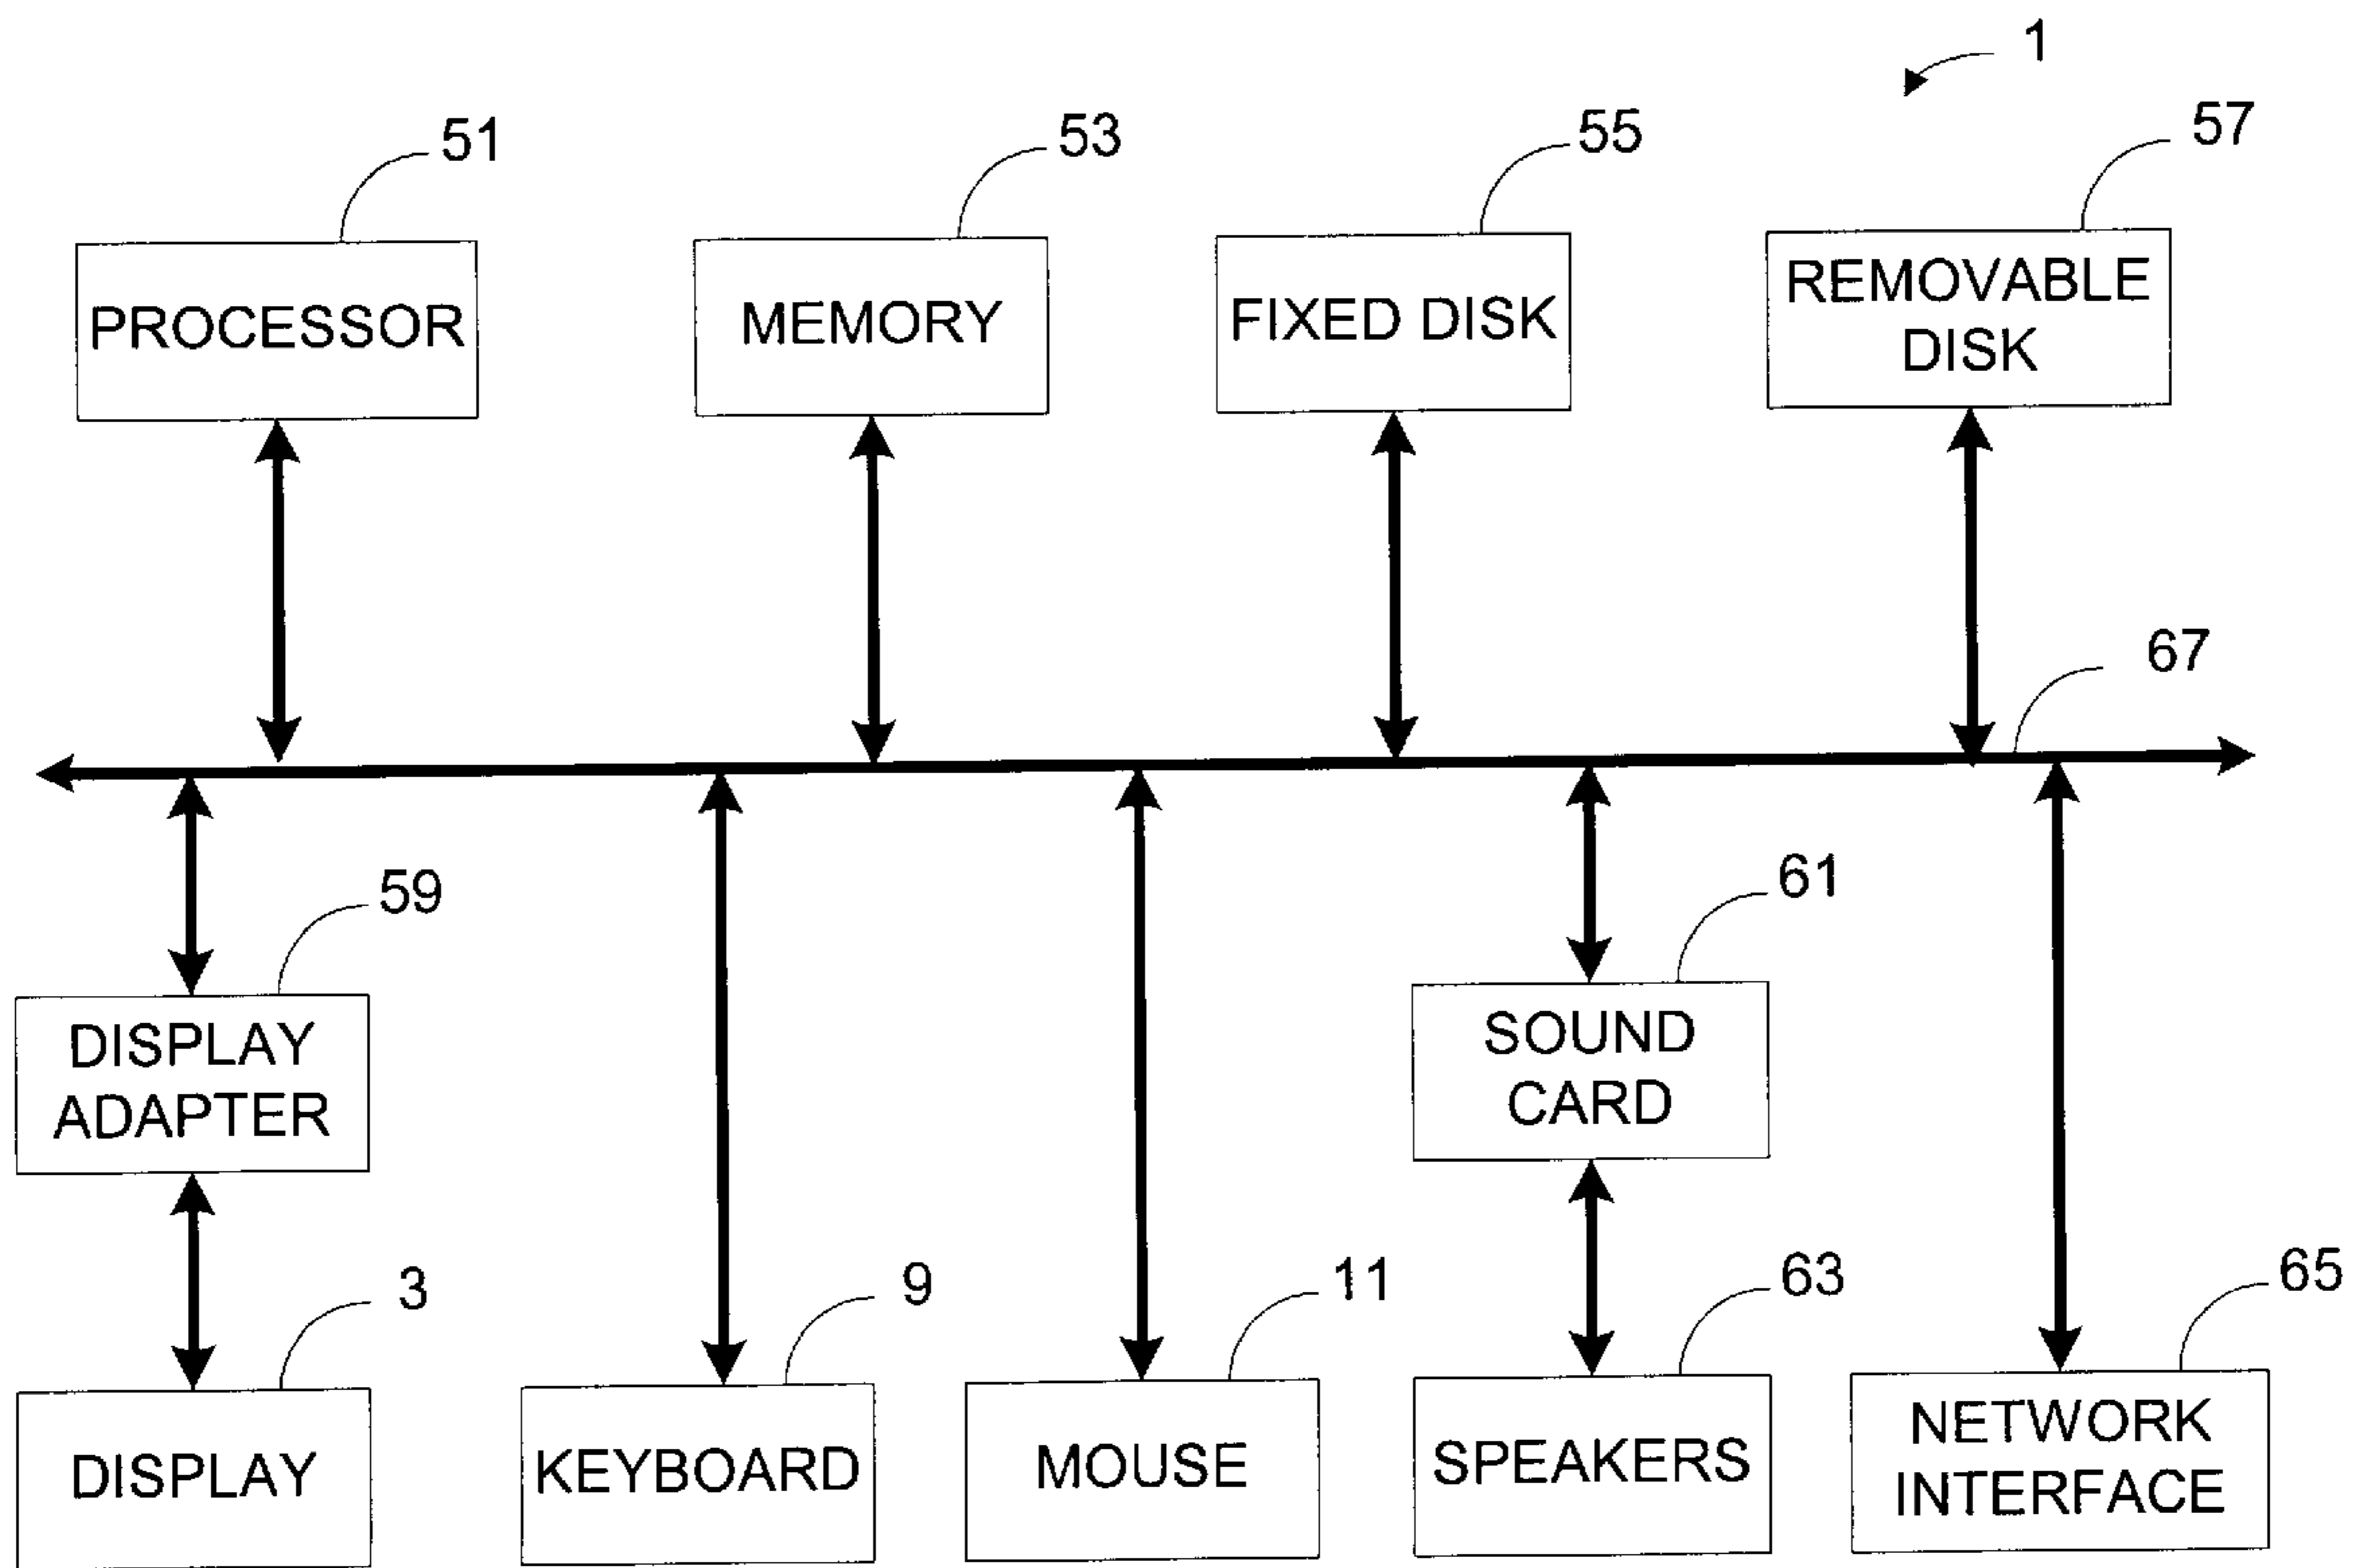 1
51
53
55
57
PROCESSOR
MEMORY
FIXED DISK
REMOVABLE
DISK
67
59
61
DISPLAY
ADAPTER
SOUND
CARD
3
9
11
63
65
DISPLAY
KEYBOARD
MOUSE
SPEAKERS
NETWORK
INTERFACE